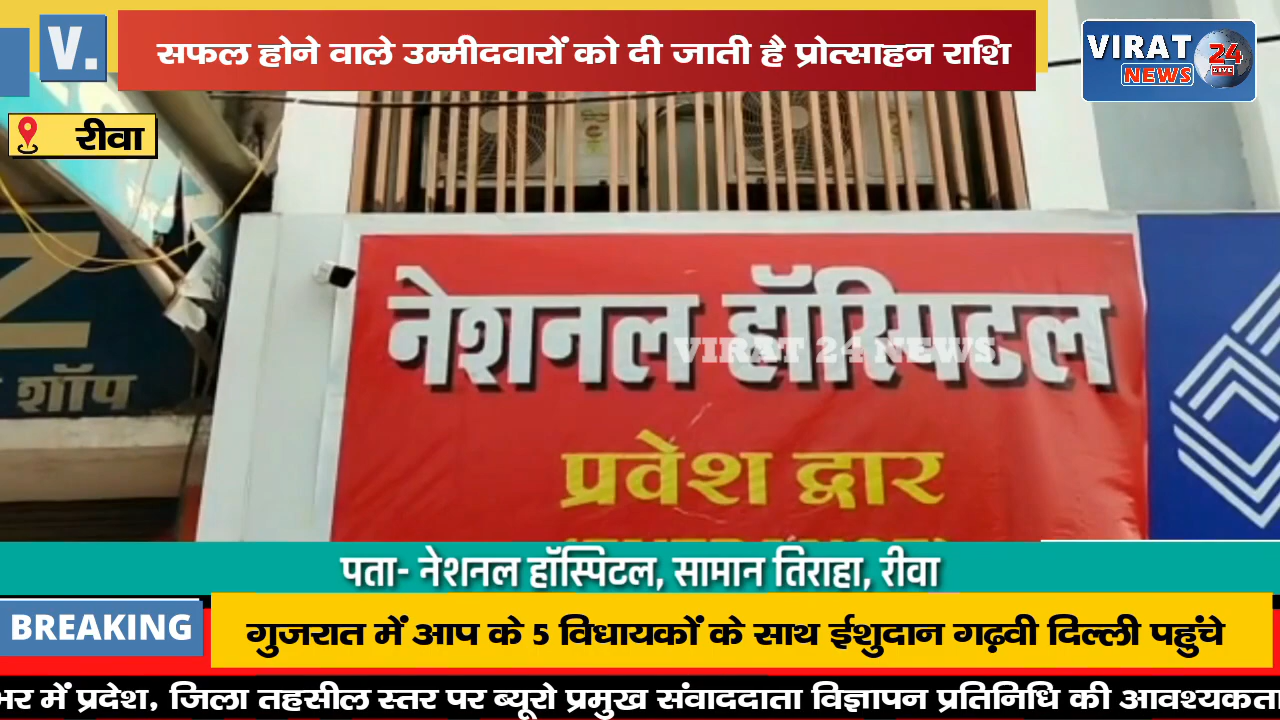 V.
सफल होने वाले उम्मीदवारों को दी जाती है प्रोत्साहन राशि
VIRAT 24
NEWS LIVE
रीवा
Z
शॉप
नेशनल हॉस्पिटल
VIRAT 24 NEWS
प्रवेश द्वार
पता- नेशनल हॉस्पिटल, सामान तिराहा, रीवा
BREAKING
गुजरात में आप के 5 विधायकों के साथ ईशुदान गढ़वी दिल्ली पहुंचे
भर में प्रदेश, जिला तहसील स्तर पर ब्यूरो प्रमुख संवाददाता विज्ञापन प्रतिनिधि की आवश्यकता